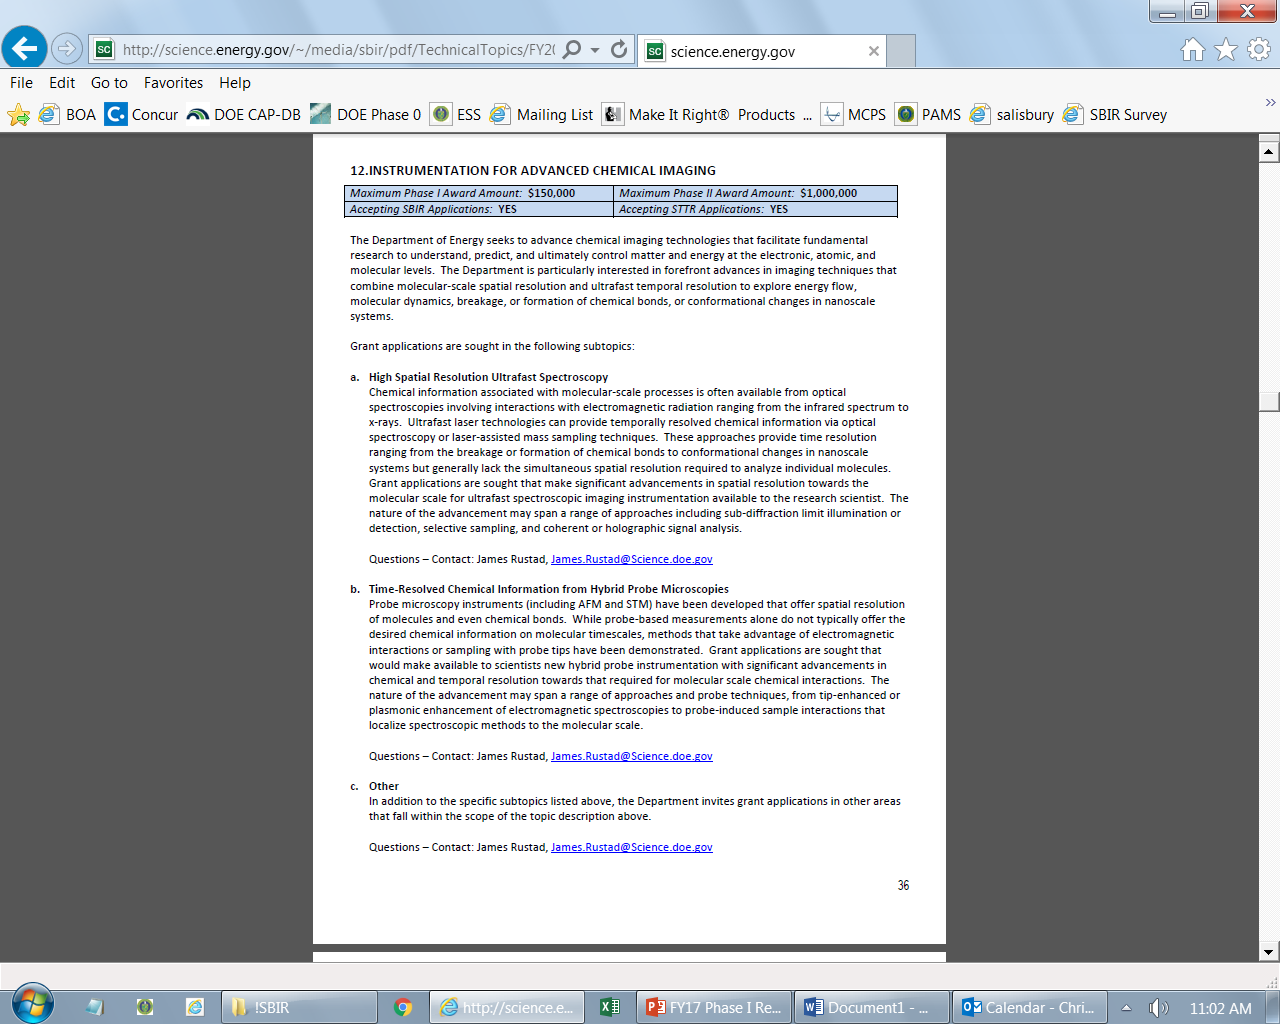 http://science.energy.gov/~/media/sbir/pdf/TechnicalTopics/FY20
SC science.energy.gov
File Edit Go to Favorites Help
BOA Concur DOE CAP-DB DOE Phase 0 ESS Mailing List Make It Right® Products ... MCPS PAMS salisbury SBIR Survey
12.INSTRUMENTATION FOR ADVANCED CHEMICAL IMAGING
Maximum Phase I Award Amount: $150,000 Maximum Phase II Award Amount: $1,000,000
Accepting SBIR Applications: YES Accepting STTR Applications: YES
The Department of Energy seeks to advance chemical imaging technologies that facilitate fundamental
research to understand, predict, and ultimately control matter and energy at the electronic, atomic, and
molecular levels. The Department is particularly interested in forefront advances in imaging techniques that
combine molecular-scale spatial resolution and ultrafast temporal resolution to explore energy flow,
molecular dynamics, breakage, or formation of chemical bonds, or conformational changes in nanoscale
systems.
Grant applications are sought in the following subtopics:
a. High Spatial Resolution Ultrafast Spectroscopy
Chemical information associated with molecular-scale processes is often available from optical
spectroscopies involving interactions with electromagnetic radiation ranging from the infrared spectrum to
x-rays. Ultrafast laser technologies can provide temporally resolved chemical information via optical
spectroscopy or laser-assisted mass sampling techniques. These approaches provide time resolution
ranging from the breakage or formation of chemical bonds to conformational changes in nanoscale
systems but generally lack the simultaneous spatial resolution required to analyze individual molecules.
Grant applications are sought that make significant advancements in spatial resolution towards the
molecular scale for ultrafast spectroscopic imaging instrumentation available to the research scientist. The
nature of the advancement may span a range of approaches including sub-diffraction limit illumination or
detection, selective sampling, and coherent or holographic signal analysis.
Questions – Contact: James Rustad, James.Rustad@Science.doe.gov
b. Time-Resolved Chemical Information from Hybrid Probe Microscopies
Probe microscopy instruments (including AFM and STM) have been developed that offer spatial resolution
of molecules and even chemical bonds. While probe-based measurements alone do not typically offer the
desired chemical information on molecular timescales, methods that take advantage of electromagnetic
interactions or sampling with probe tips have been demonstrated. Grant applications are sought that
would make available to scientists new hybrid probe instrumentation with significant advancements in
chemical and temporal resolution towards that required for molecular scale chemical interactions. The
nature of the advancement may span a range of approaches and probe techniques, from tip-enhanced or
plasmonic enhancement of electromagnetic spectroscopies to probe-induced sample interactions that
localize spectroscopic methods to the molecular scale.
Questions – Contact: James Rustad, James.Rustad@Science.doe.gov
c. Other
In addition to the specific subtopics listed above, the Department invites grant applications in other areas
that fall within the scope of the topic description above.
Questions – Contact: James Rustad, James.Rustad@Science.doe.gov
36
!SBIR http://science.e... FY17 Phase I Re... Document1 - ... Calendar - Chri... 11:02 AM